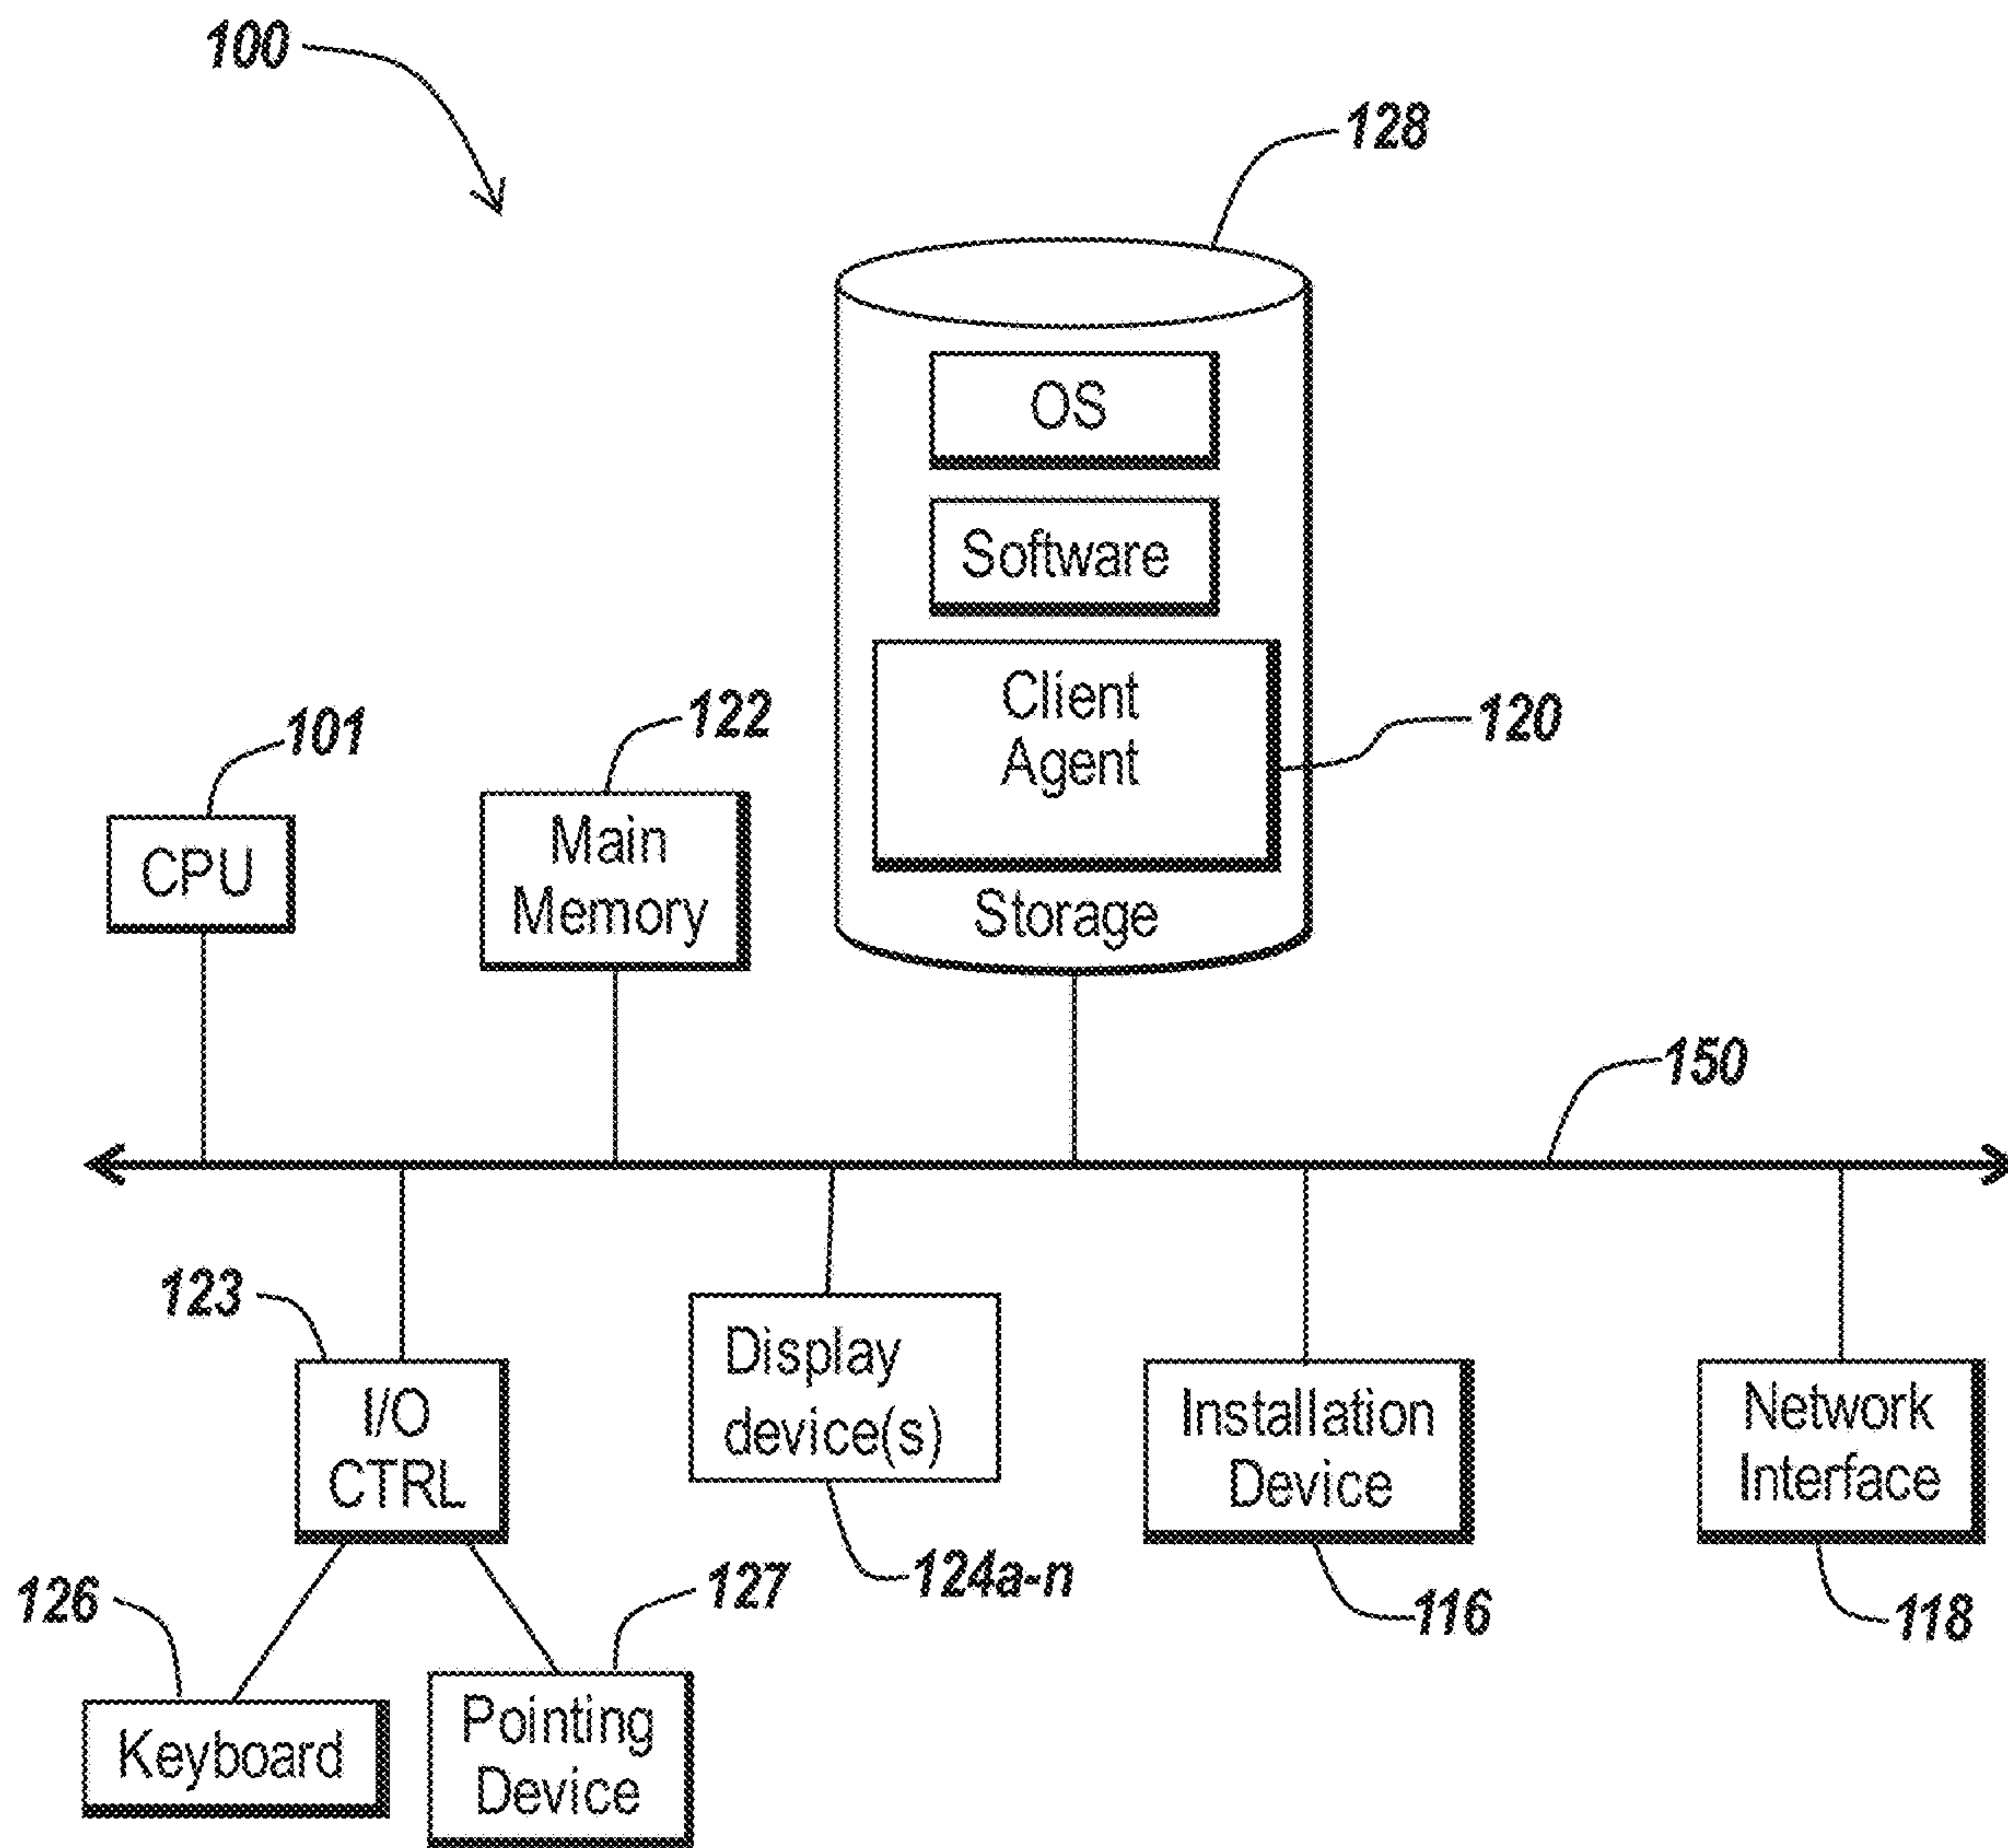 100
128
OS
Software
Client
Agent
120
Storage
101
CPU
122
Main
Memory
150
123
I/O
CTRL
Display
device(s)
124a-n
Installation
Device
116
Network
Interface
118
126
Keyboard
127
Pointing
Device